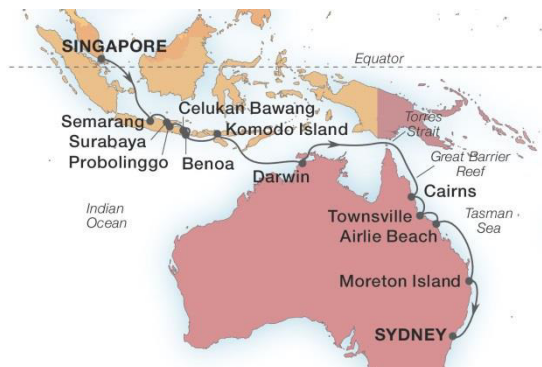 SINGAPORE
Equator
Celukan Bawang
Semarang
Komodo Island
Surabaya
Probolinggo
Benoa
Torres
Strait
Darwin
Great Barrier
Reef
Cairns
Indian
Ocean
Townsville
Tasman
Sea
Airlie Beach
Moreton Island
SYDNEY